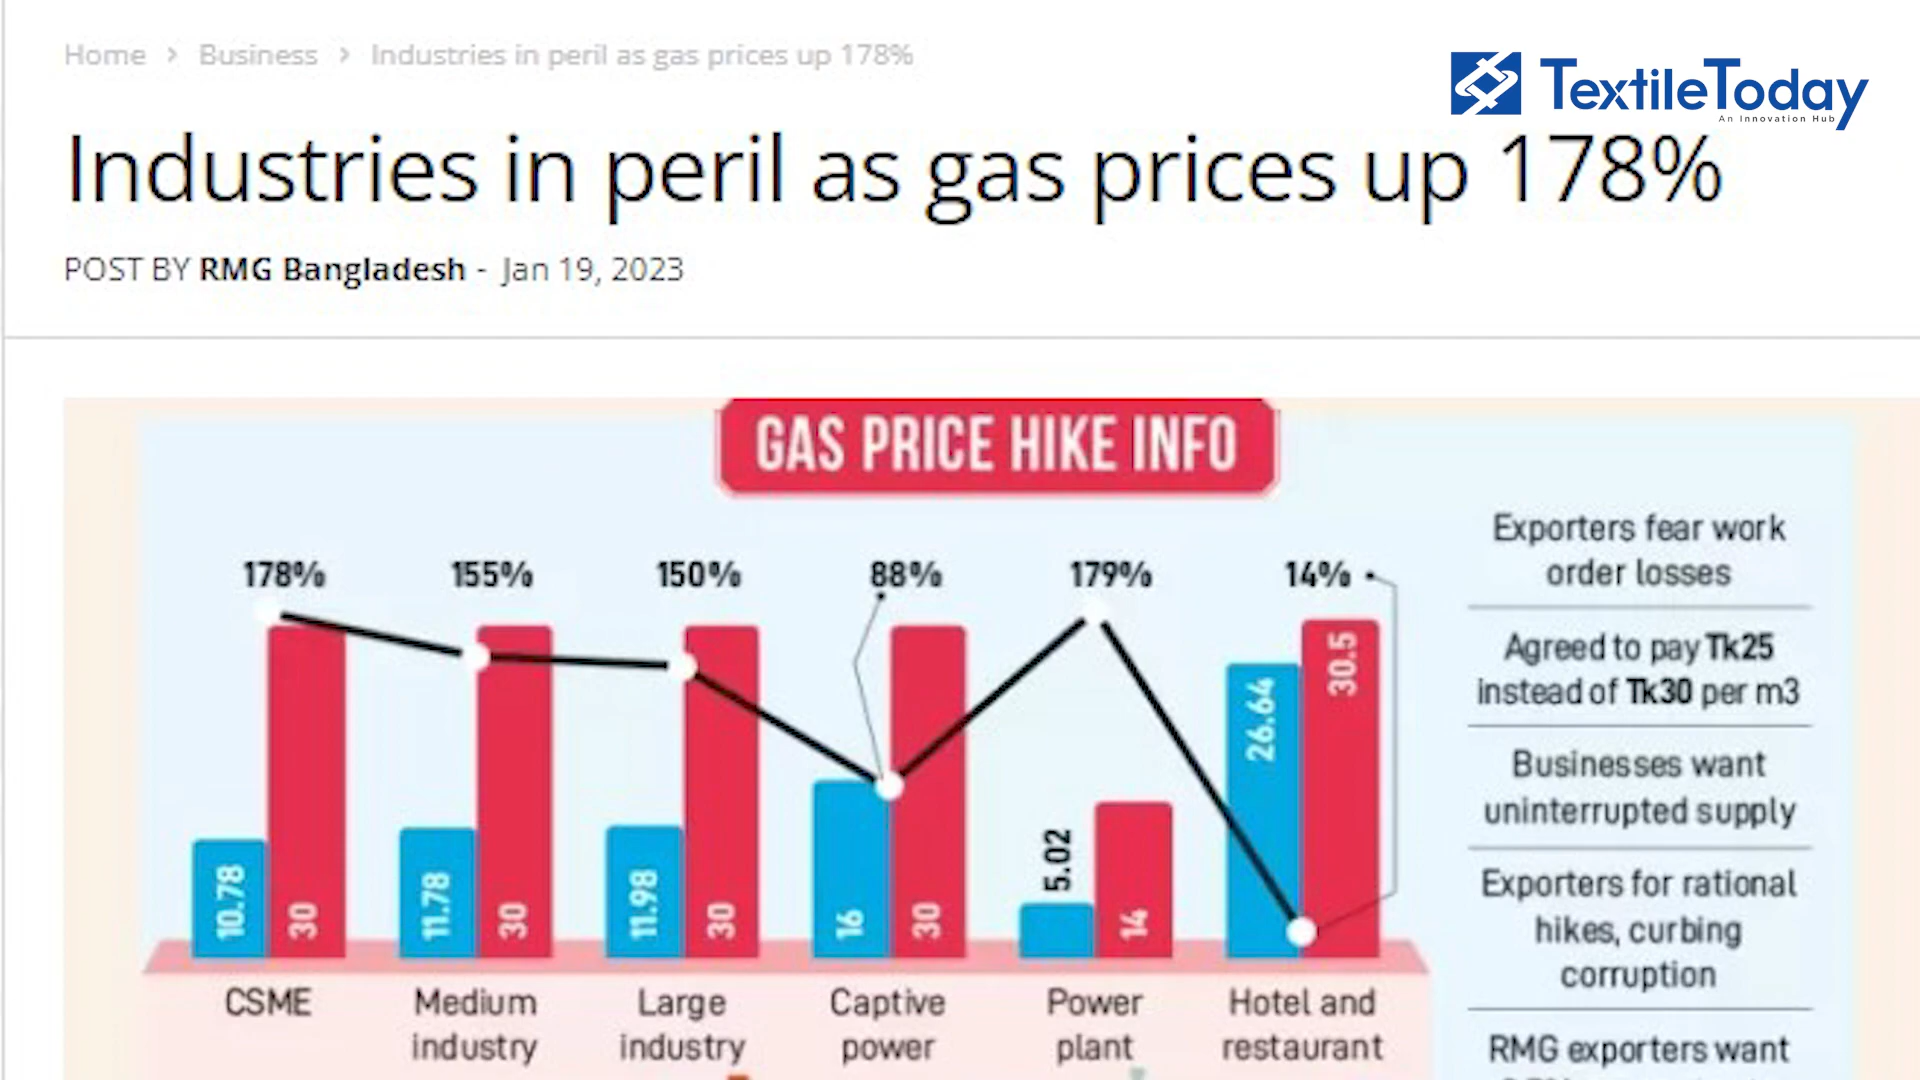 Home > Business > Industries in peril as gas prices up 178%
TextileToday
An Innovation Hub
Industries in peril as gas prices up 178%
POST BY RMG Bangladesh - Jan 19, 2023
GAS PRICE HIKE INFO
178% 155% 150% 88% 179% 14%
10.78 30 11.78 30 11.98 30 16 30 5.02 14 26.64 30.5
CSME
Medium
industry
Large
industry
Captive
power
Power
plant
Hotel and
restaurant
Exporters fear work
order losses
Agreed to pay Tk25
instead of Tk30 per m3
Businesses want
uninterrupted supply
Exporters for rational
hikes, curbing
corruption
RMG exporters want